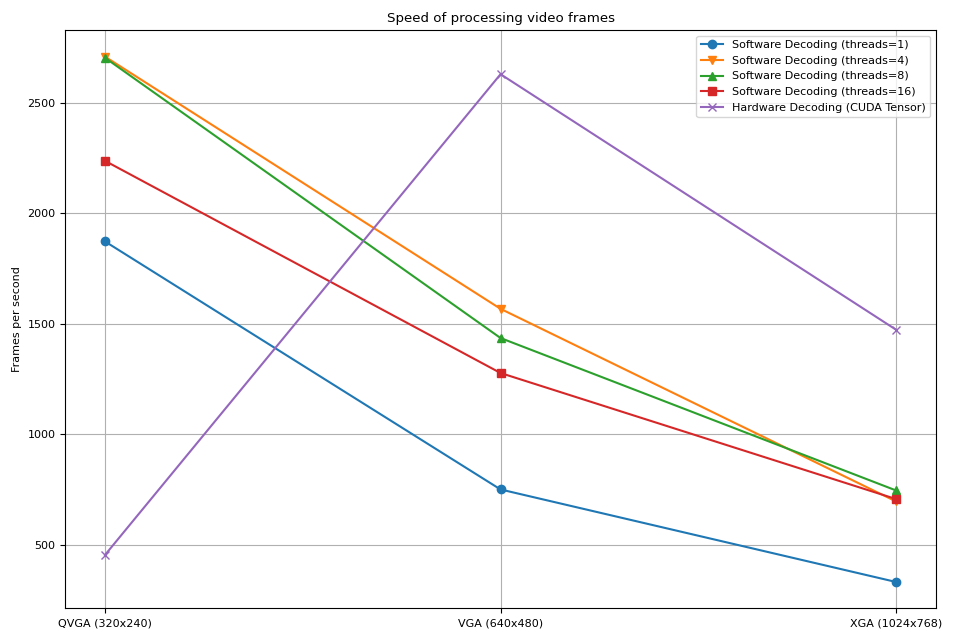 Speed of processing video frames
Software Decoding (threads=1)
Software Decoding (threads=4)
Software Decoding (threads=8)
Software Decoding (threads=16)
Hardware Decoding (CUDA Tensor)
Frames per second
2500
2000
1500
1000
500
QVGA (320x240)
VGA (640x480)
XGA (1024x768)